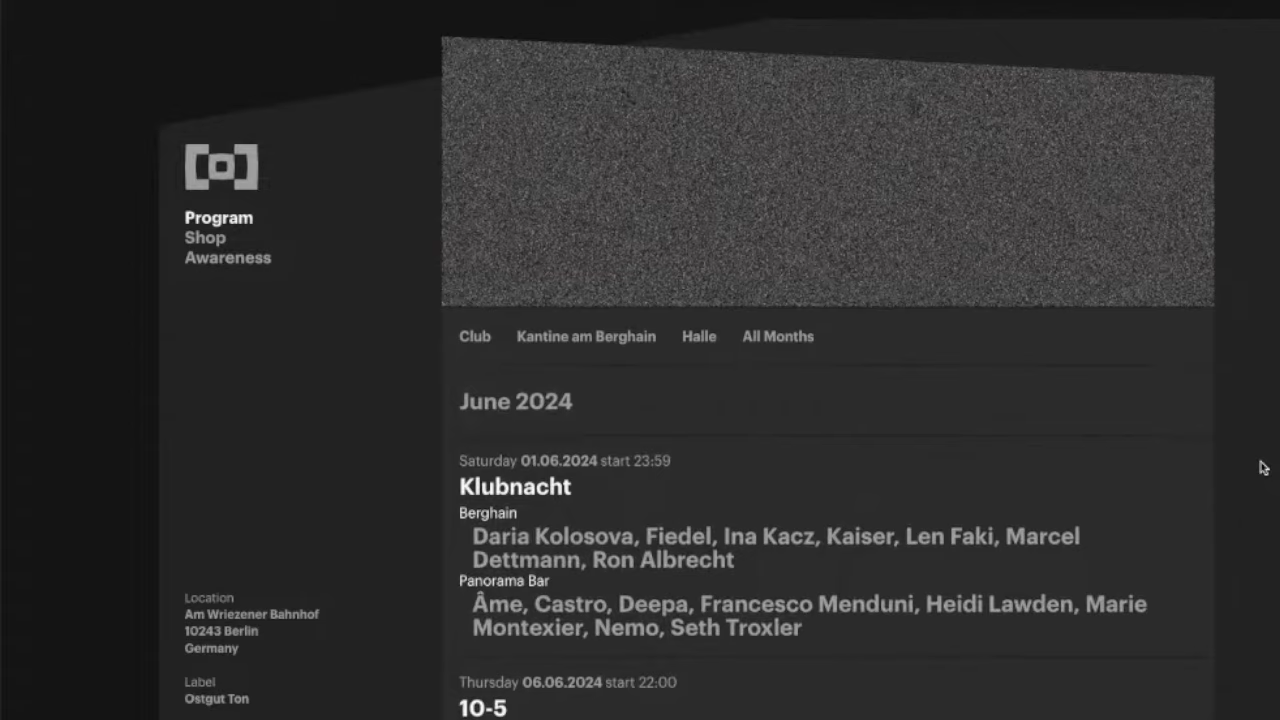 Program
Shop
Awareness
Club Kantine am Berghain Halle All Months
June 2024
Saturday 01.06.2024 start 23:59
Klubnacht
Berghain
Daria Kolosova, Fiedel, Ina Kacz, Kaiser, Len Faki, Marcel
Dettmann, Ron Albrecht
Panorama Bar
Âme, Castro, Deepa, Francesco Menduni, Heidi Lawden, Marie
Montexier, Nemo, Seth Troxler
Thursday 06.06.2024 start 22:00
10-5
Location
Am Wriezener Bahnhof
10243 Berlin
Germany
Label
Ostgut Ton